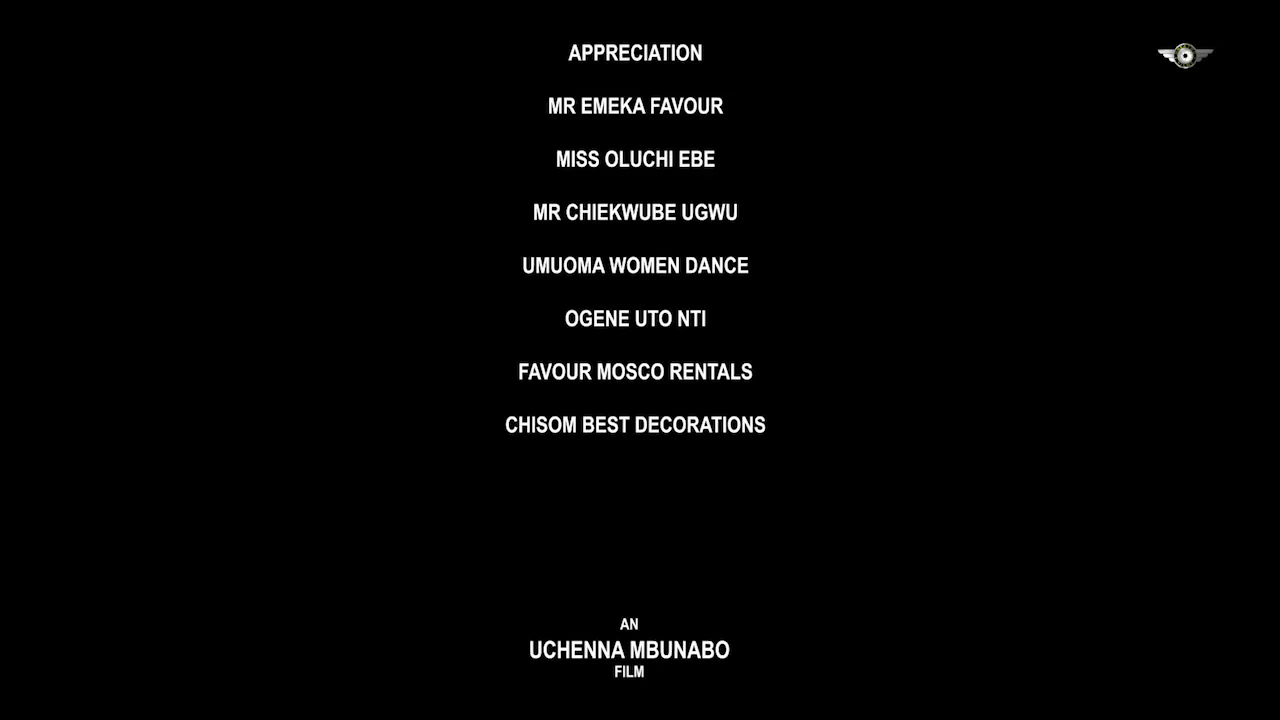 APPRECIATION
MR EMEKA FAVOUR
MISS OLUCHI EBE
MR CHIEKWUBE UGWU
UMUOMA WOMEN DANCE
OGENE UTO NTI
FAVOUR MOSCO RENTALS
CHISOM BEST DECORATIONS
AN
UCHENNA MBUNABO
FILM